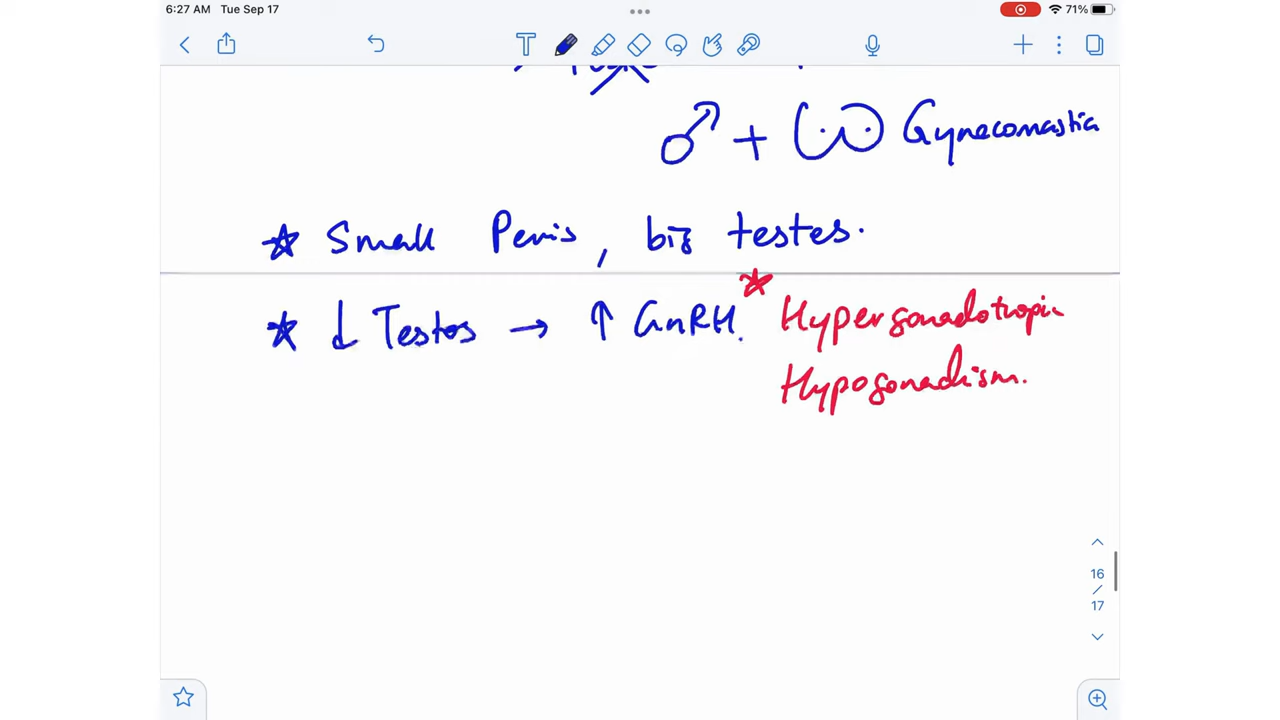 6:27 AM Tue Sep 17
71%
T
♂ + Gynecomastia
☆ Small Penis, big testes.
☆ ↓ Testos → ↑ GnRH. * Hypergonadotropic
Hypogonadism.
16
/
17